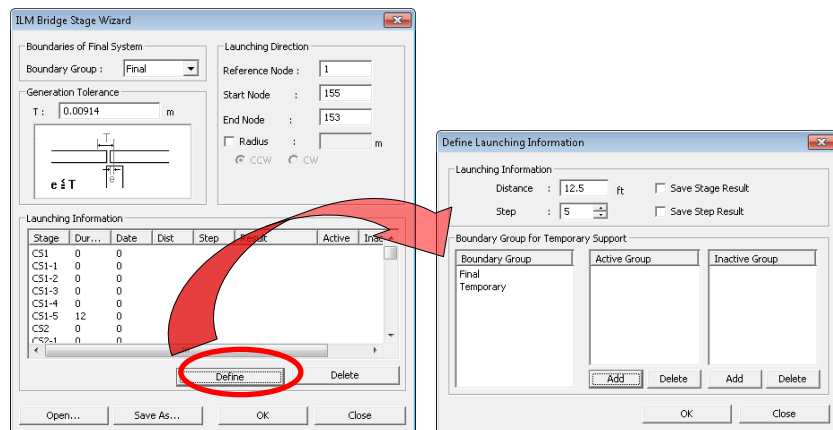 ILM Bridge Stage Wizard
Boundaries of Final System
Boundary Group : Final
Generation Tolerance
T : 0.00914 m
T
e
e ≦ T
Launching Direction
Reference Node : 1
Start Node : 155
End Node : 153
Radius : m
CCW CW
Launching Information
Stage Dur... Date Dist Step Result Active Inac
CS1 0 0
CS1-1 0 0
CS1-2 0 0
CS1-3 0 0
CS1-4 0 0
CS1-5 12 0
CS2 0 0
CS2-1 0 0
Define Delete
Open... Save As... OK Close
Define Launching Information
Launching Information
Distance : 12.5 ft Save Stage Result
Step : 5 Save Step Result
Boundary Group for Temporary Support
Boundary Group Active Group Inactive Group
Final
Temporary
Add Delete Add Delete
OK Close